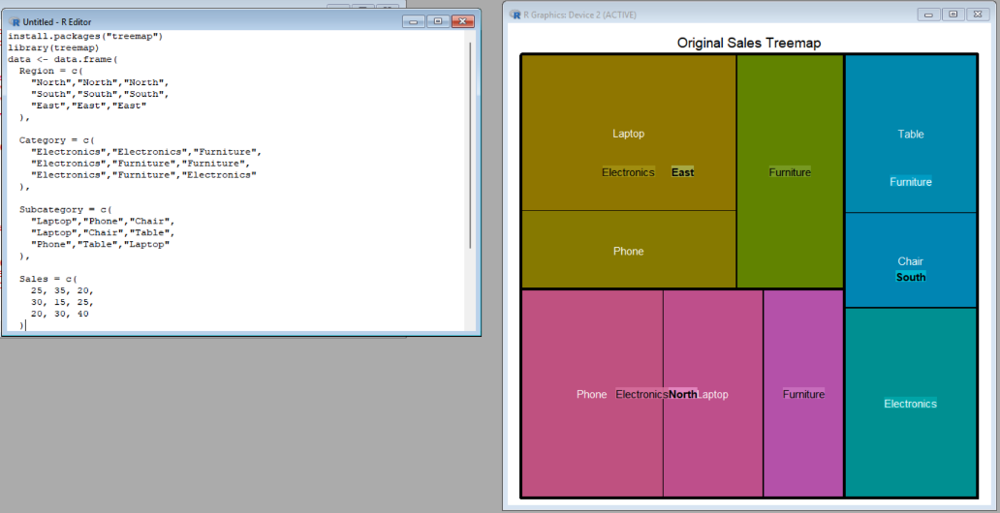 Untitled - R Editor
install.packages("treemap")
library(treemap)
data <- data.frame(
  Region = c(
    "North","North","North",
    "South","South","South",
    "East","East","East"
  ),

  Category = c(
    "Electronics","Electronics","Furniture",
    "Electronics","Furniture","Furniture",
    "Electronics","Furniture","Electronics"
  ),

  Subcategory = c(
    "Laptop","Phone","Chair",
    "Laptop","Chair","Table",
    "Phone","Table","Laptop"
  ),

  Sales = c(
    25, 35, 20,
    30, 15, 25,
    20, 30, 40
  )
R Graphics: Device 2 (ACTIVE)
Original Sales Treemap
Laptop
Electronics East
Furniture
Phone
Table
Furniture
Chair
South
Phone Electronics North Laptop
Furniture
Electronics